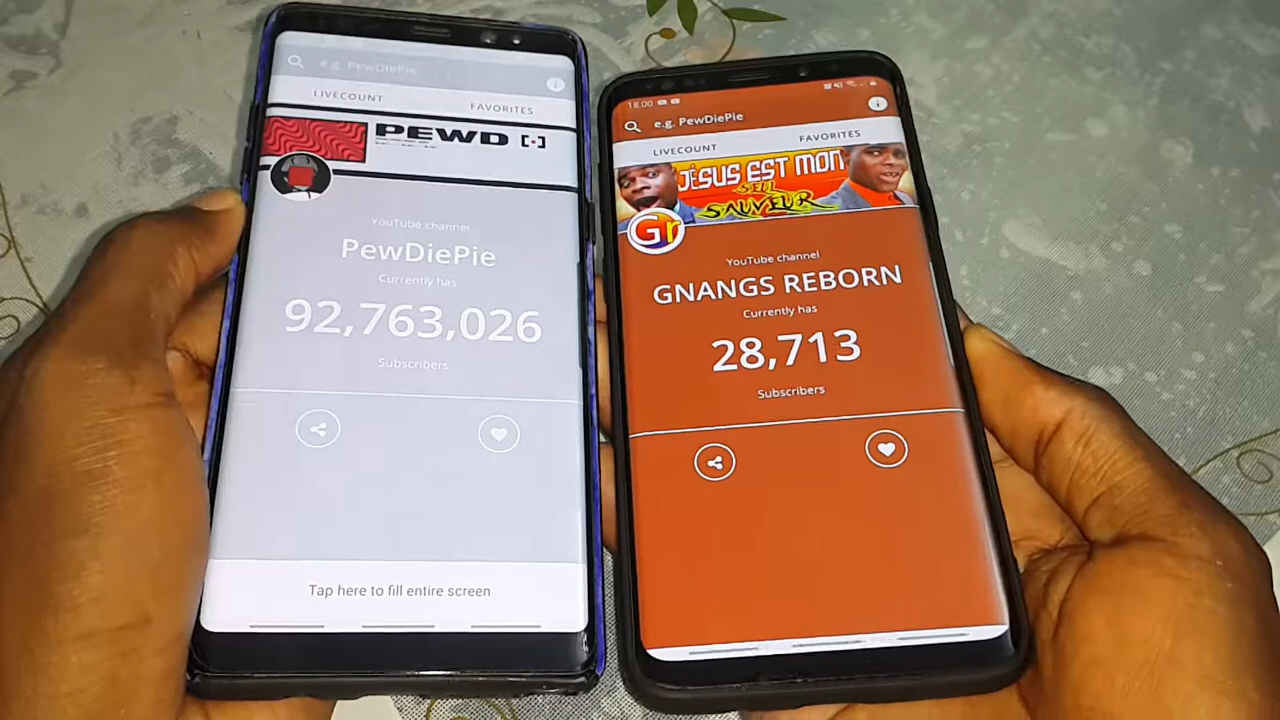 e.g. PewDiePie
LIVECOUNT
FAVORITES
PEWD
YouTube channel
PewDiePie
Currently has
92,763,026
Subscribers
Tap here to fill entire screen
18:00
e.g. PewDiePie
LIVECOUNT
FAVORITES
JÉSUS EST MON
SEUL
SAUVEUR
Gr
YouTube channel
GNANGS REBORN
Currently has
28,713
Subscribers